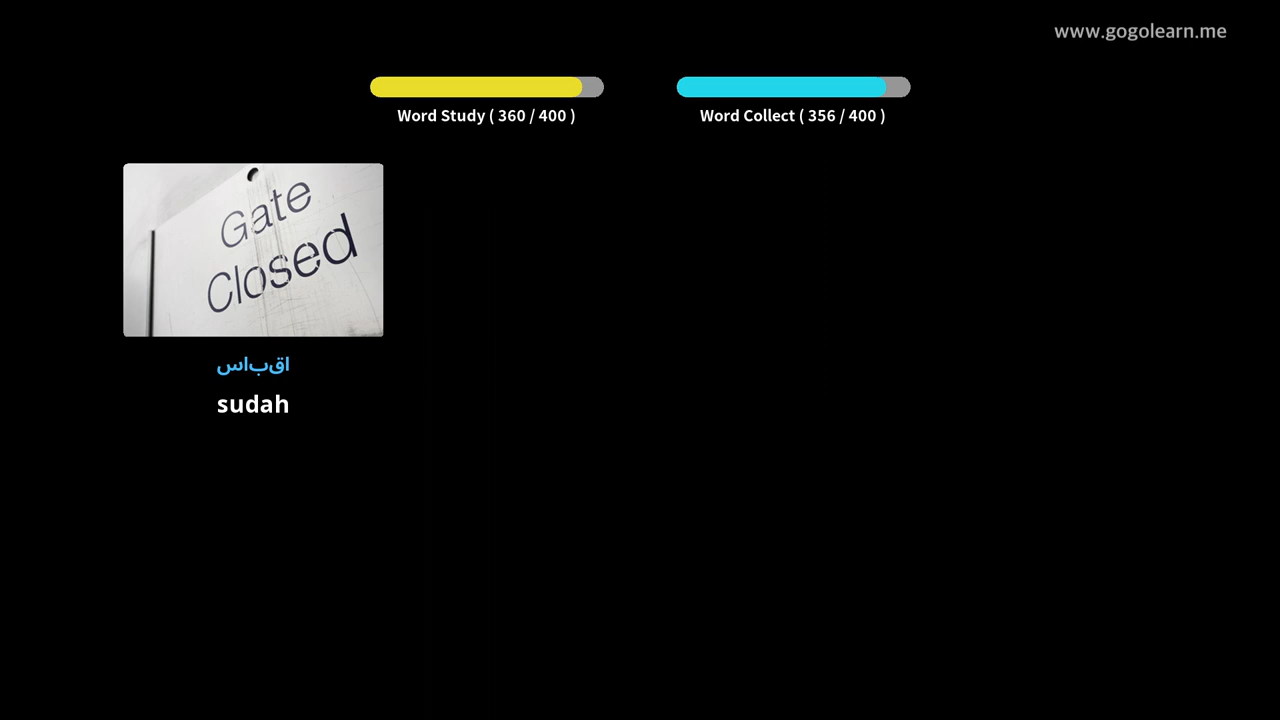 www.gogolearn.me
Word Study ( 360 / 400 )
Word Collect ( 356 / 400 )
Gate
Closed
اقباس
sudah